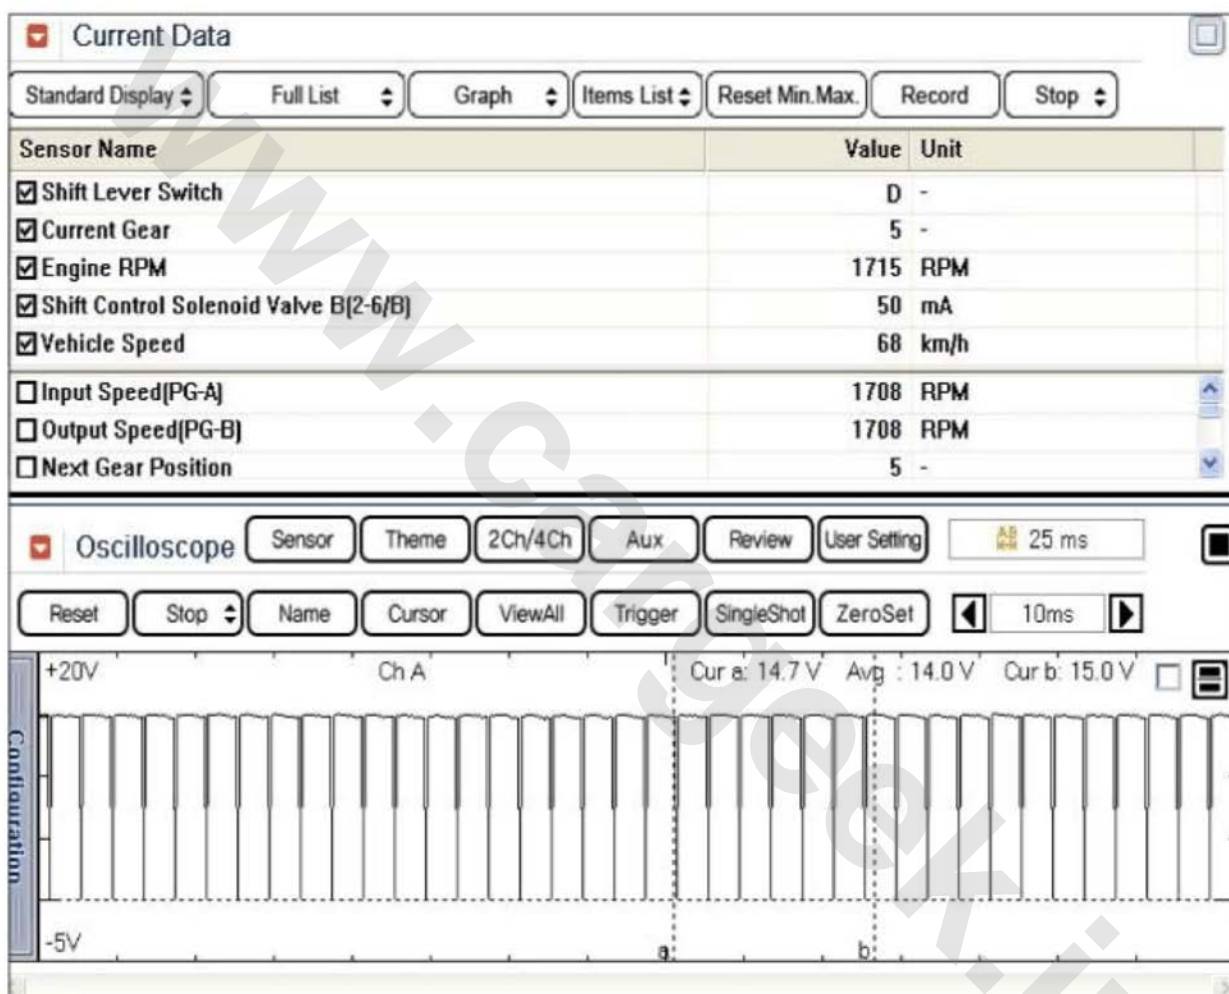 Current Data
Standard Display Full List Graph Items List Reset Min.Max. Record Stop
Sensor Name Value Unit
Shift Lever Switch D -
Current Gear 5 -
Engine RPM 1715 RPM
Shift Control Solenoid Valve B(2-6/B) 50 mA
Vehicle Speed 68 km/h
Input Speed(PG-A) 1708 RPM
Output Speed(PG-B) 1708 RPM
Next Gear Position 5 -
Oscilloscope Sensor Theme 2Ch/4Ch Aux Review User Setting 25 ms
Reset Stop Name Cursor ViewAll Trigger SingleShot ZeroSet 10ms
+20V Ch A Cur a: 14.7 V Avg : 14.0 V Cur b: 15.0 V
Configuration
-5V a b